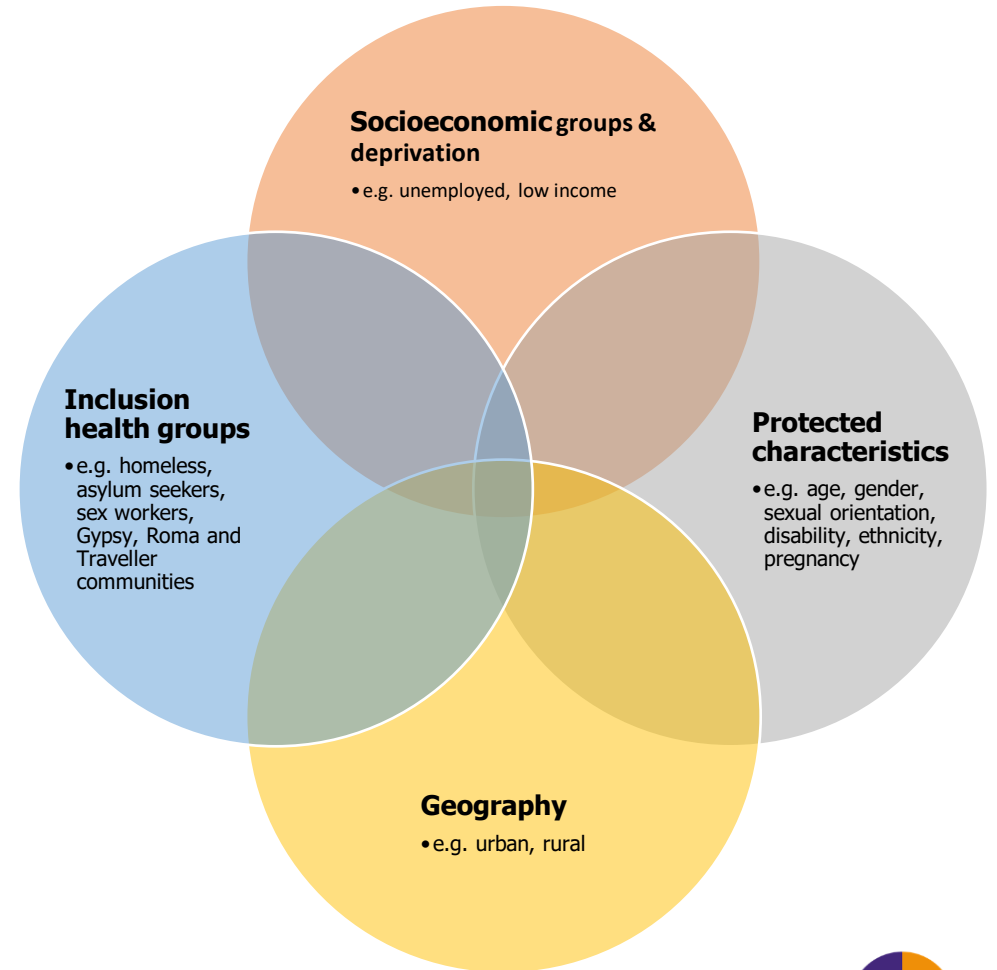 Socioeconomic groups &
deprivation
•e.g. unemployed, low income
Inclusion
health groups
•e.g. homeless,
asylum seekers,
sex workers,
Gypsy, Roma and
Traveller
communities
Protected
characteristics
•e.g. age, gender,
sexual orientation,
disability, ethnicity,
pregnancy
Geography
•e.g. urban, rural